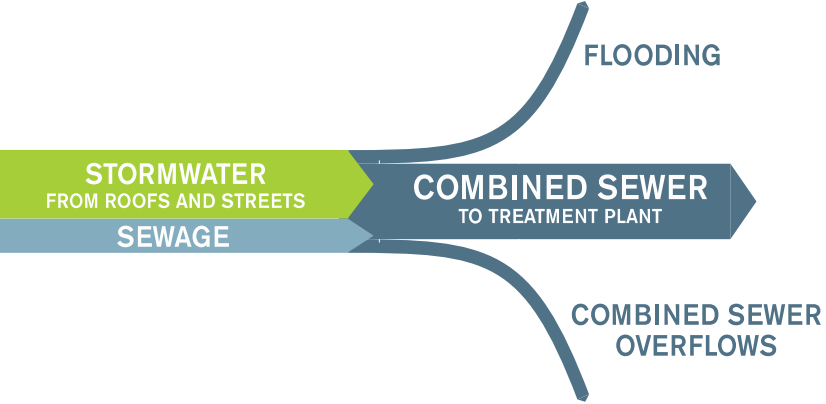 FLOODING
STORMWATER
FROM ROOFS AND STREETS
SEWAGE
COMBINED SEWER
TO TREATMENT PLANT
COMBINED SEWER
OVERFLOWS